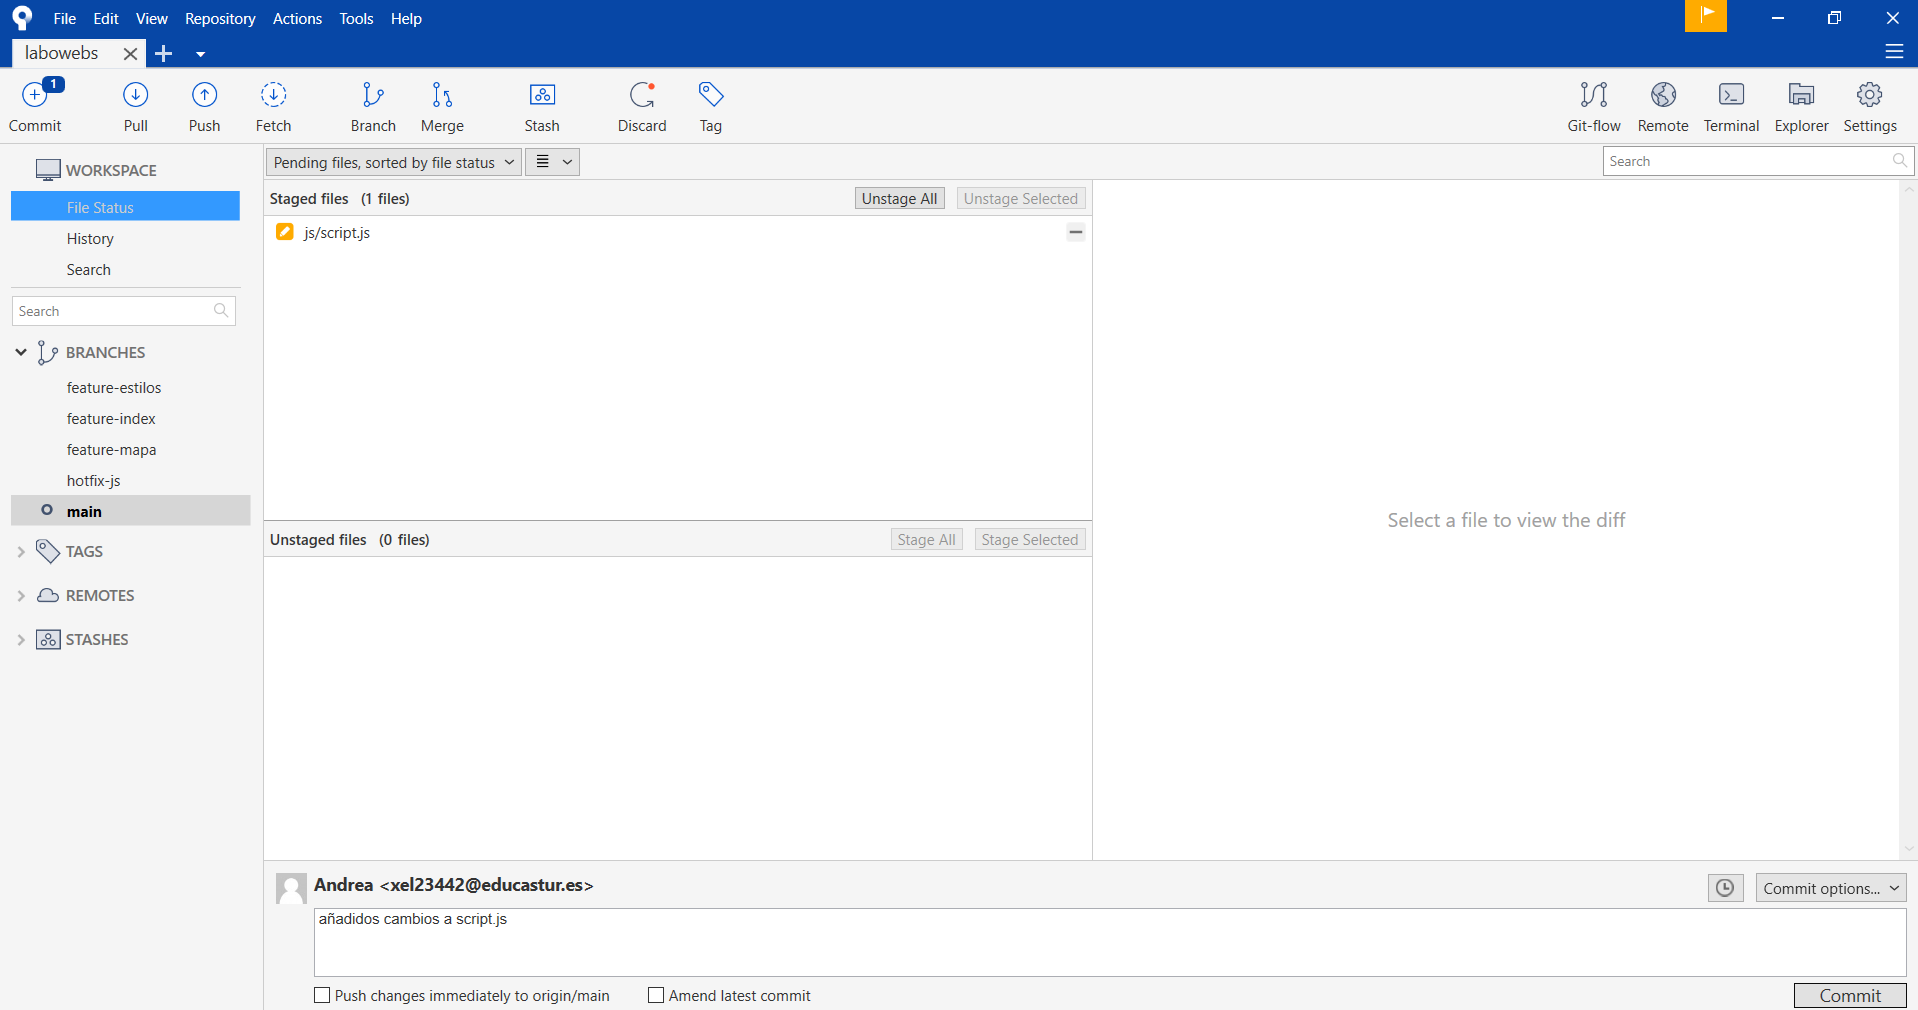 File Edit View Repository Actions Tools Help
labowebs
1
Commit Pull Push Fetch Branch Merge Stash Discard Tag Git-flow Remote Terminal Explorer Settings
WORKSPACE
File Status
History
Search
Search
BRANCHES
feature-estilos
feature-index
feature-mapa
hotfix-js
main
TAGS
REMOTES
STASHES
Pending files, sorted by file status
Search
Staged files (1 files) Unstage All Unstage Selected
js/script.js
Unstaged files (0 files) Stage All Stage Selected
Select a file to view the diff
Andrea <xel23442@educastur.es>
Commit options...
añadidos cambios a script.js
Push changes immediately to origin/main Amend latest commit
Commit